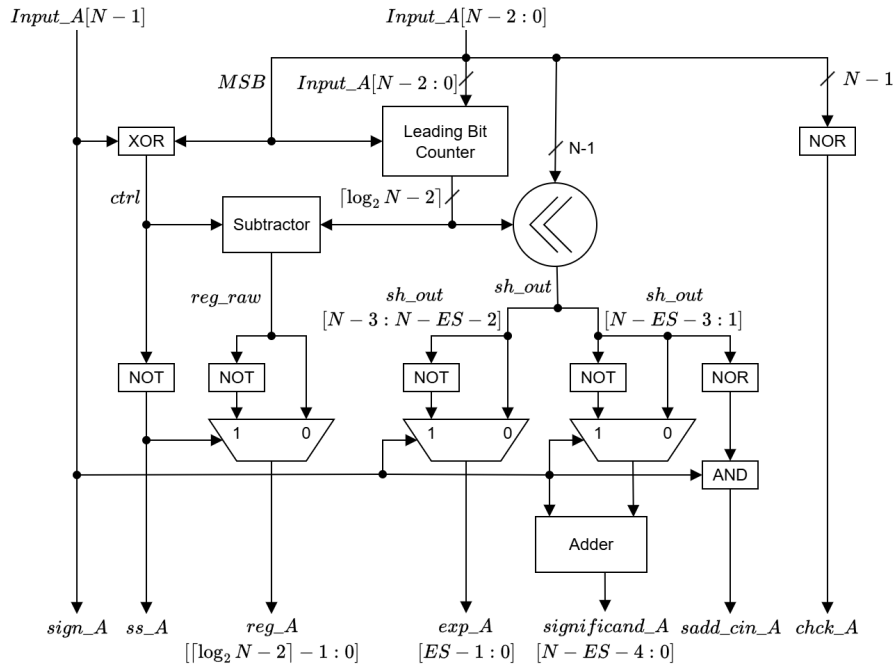 Input_A[N − 1]
Input_A[N − 2 : 0]
MSB
Input_A[N − 2 : 0]
N − 1
XOR
Leading Bit
Counter
N-1
NOR
ctrl
⌈log₂ N − 2⌉
Subtractor
reg_raw
sh_out
[N − 3 : N − ES − 2]
sh_out
sh_out
[N − ES − 3 : 1]
NOT
NOT
NOT
NOT
NOR
1
0
1
0
1
0
AND
Adder
sign_A
ss_A
reg_A
[⌈log₂ N − 2⌉ − 1 : 0]
exp_A
[ES − 1 : 0]
significand_A
[N − ES − 4 : 0]
sadd_cin_A
chck_A